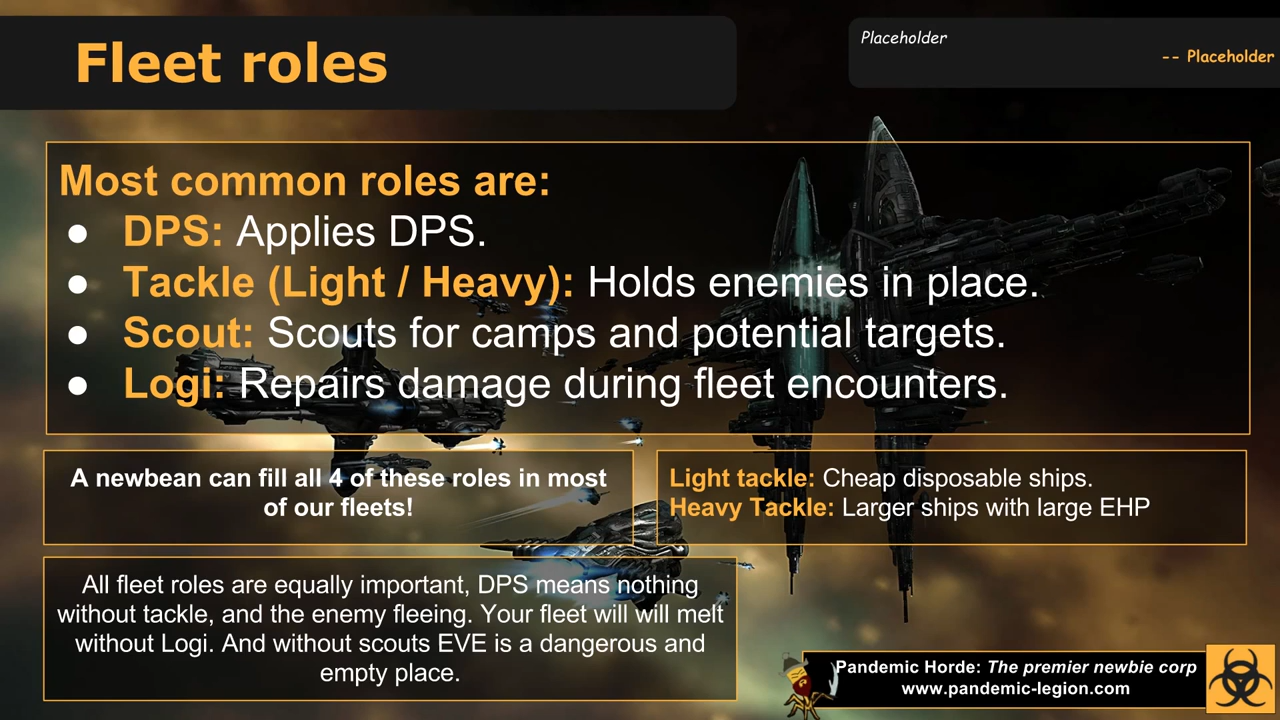 Fleet roles
Placeholder
-- Placeholder
Most common roles are:
● DPS: Applies DPS.
● Tackle (Light / Heavy): Holds enemies in place.
● Scout: Scouts for camps and potential targets.
● Logi: Repairs damage during fleet encounters.
A newbean can fill all 4 of these roles in most
of our fleets!
Light tackle: Cheap disposable ships.
Heavy Tackle: Larger ships with large EHP
All fleet roles are equally important, DPS means nothing
without tackle, and the enemy fleeing. Your fleet will will melt
without Logi. And without scouts EVE is a dangerous and
empty place.
Pandemic Horde: The premier newbie corp
www.pandemic-legion.com